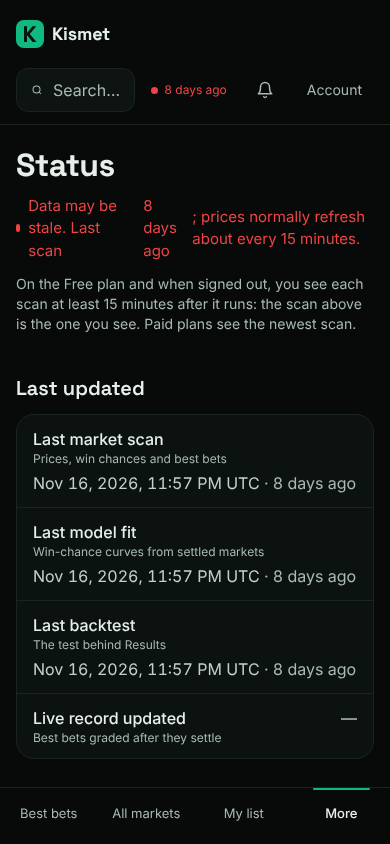 Kismet
Search...
8 days ago
Account
Status
Data may be stale. Last scan
8 days ago
; prices normally refresh about every 15 minutes.
On the Free plan and when signed out, you see each
scan at least 15 minutes after it runs: the scan above
is the one you see. Paid plans see the newest scan.
Last updated
Last market scan
Prices, win chances and best bets
Nov 16, 2026, 11:57 PM UTC · 8 days ago
Last model fit
Win-chance curves from settled markets
Nov 16, 2026, 11:57 PM UTC · 8 days ago
Last backtest
The test behind Results
Nov 16, 2026, 11:57 PM UTC · 8 days ago
Live record updated —
Best bets graded after they settle
Best bets
All markets
My list
More